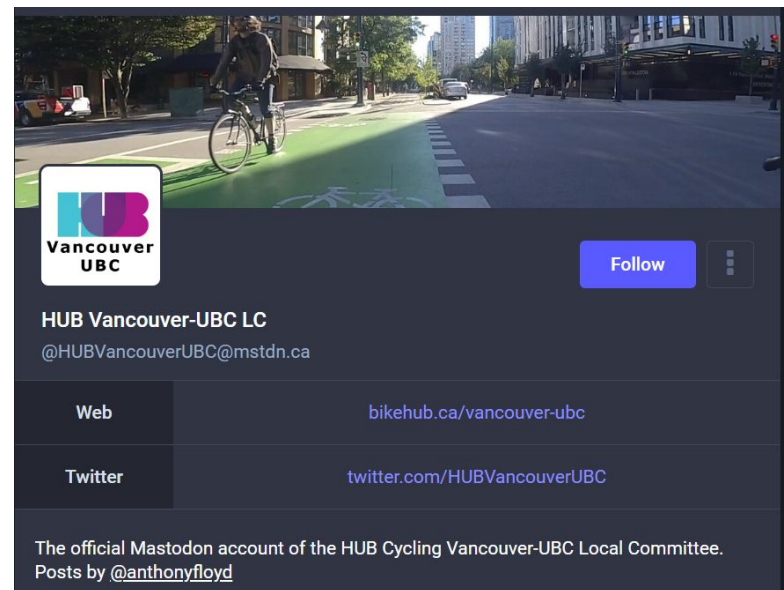 HUB
Vancouver
UBC
Follow
HUB Vancouver-UBC LC
@HUBVancouverUBC@mstdn.ca
Web
bikehub.ca/vancouver-ubc
Twitter
twitter.com/HUBVancouverUBC
The official Mastodon account of the HUB Cycling Vancouver-UBC Local Committee.
Posts by @anthonyfloyd